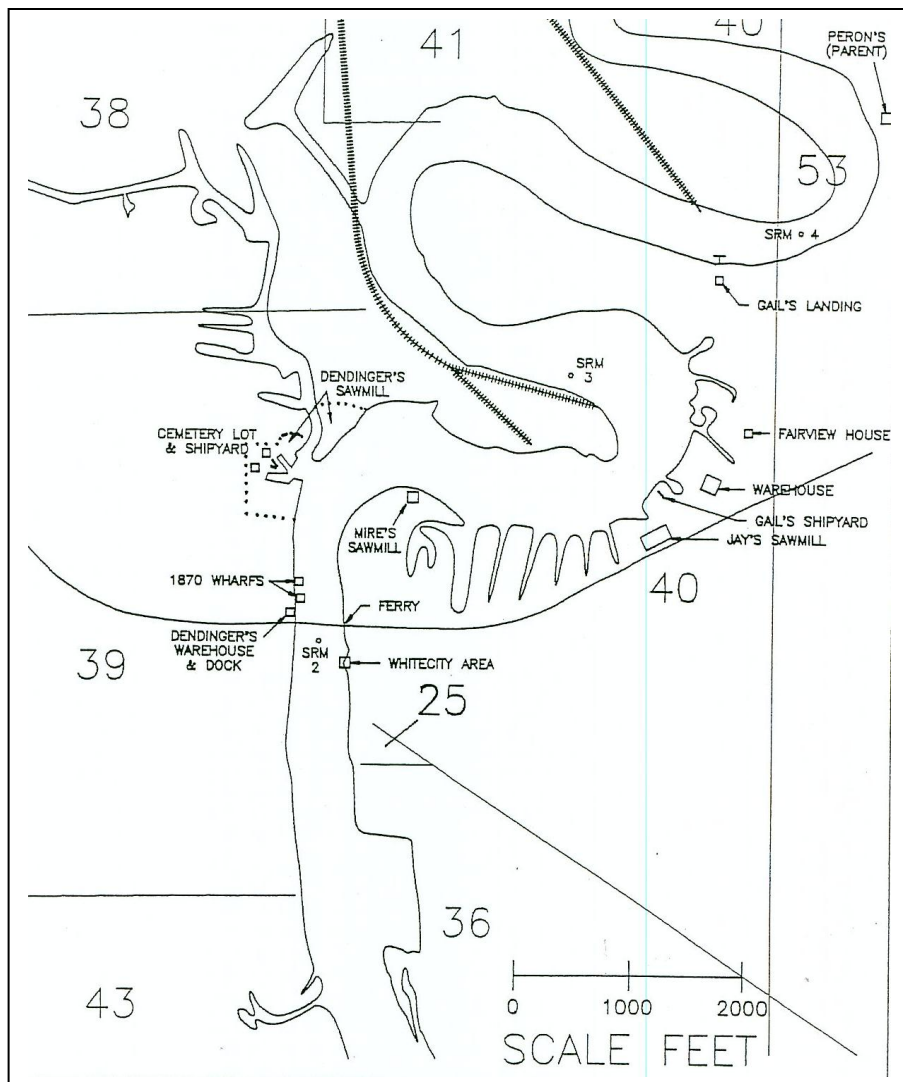 41
40
PERON'S
(PARENT)
38
53
SRM 4
GAIL'S LANDING
SRM
3
DENDINGER'S
SAWMILL
CEMETERY LOT
& SHIPYARD
FAIRVIEW HOUSE
WAREHOUSE
GAIL'S SHIPYARD
JAY'S SAWMILL
MIRE'S
SAWMILL
1870 WHARFS
40
FERRY
DENDINGER'S
WAREHOUSE
& DOCK
SRM
2
39
WHITECITY AREA
25
36
43
0 1000 2000
SCALE FEET